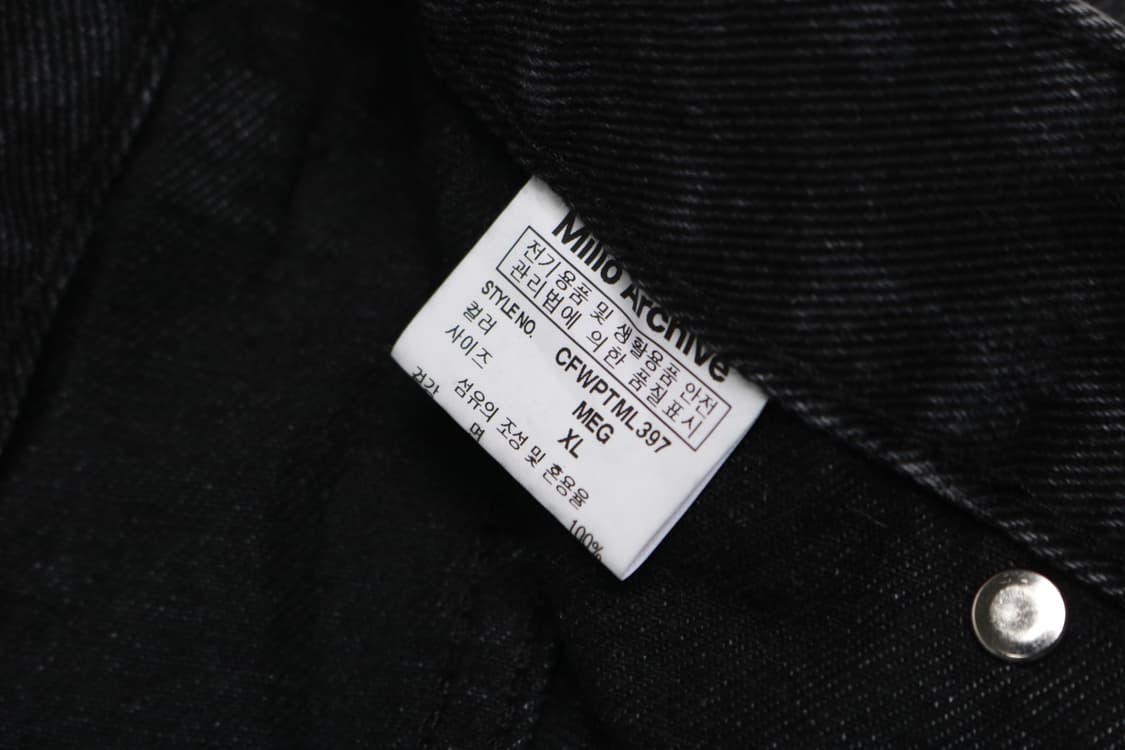 Millo Archive
전기용품 및 생활용품 안전
관리법에 의한 품질표시
STYLE NO. CFWPTML397
컬러 MEG
사이즈 XL
섬유의 조성 및 혼용율
겉감 면 100%